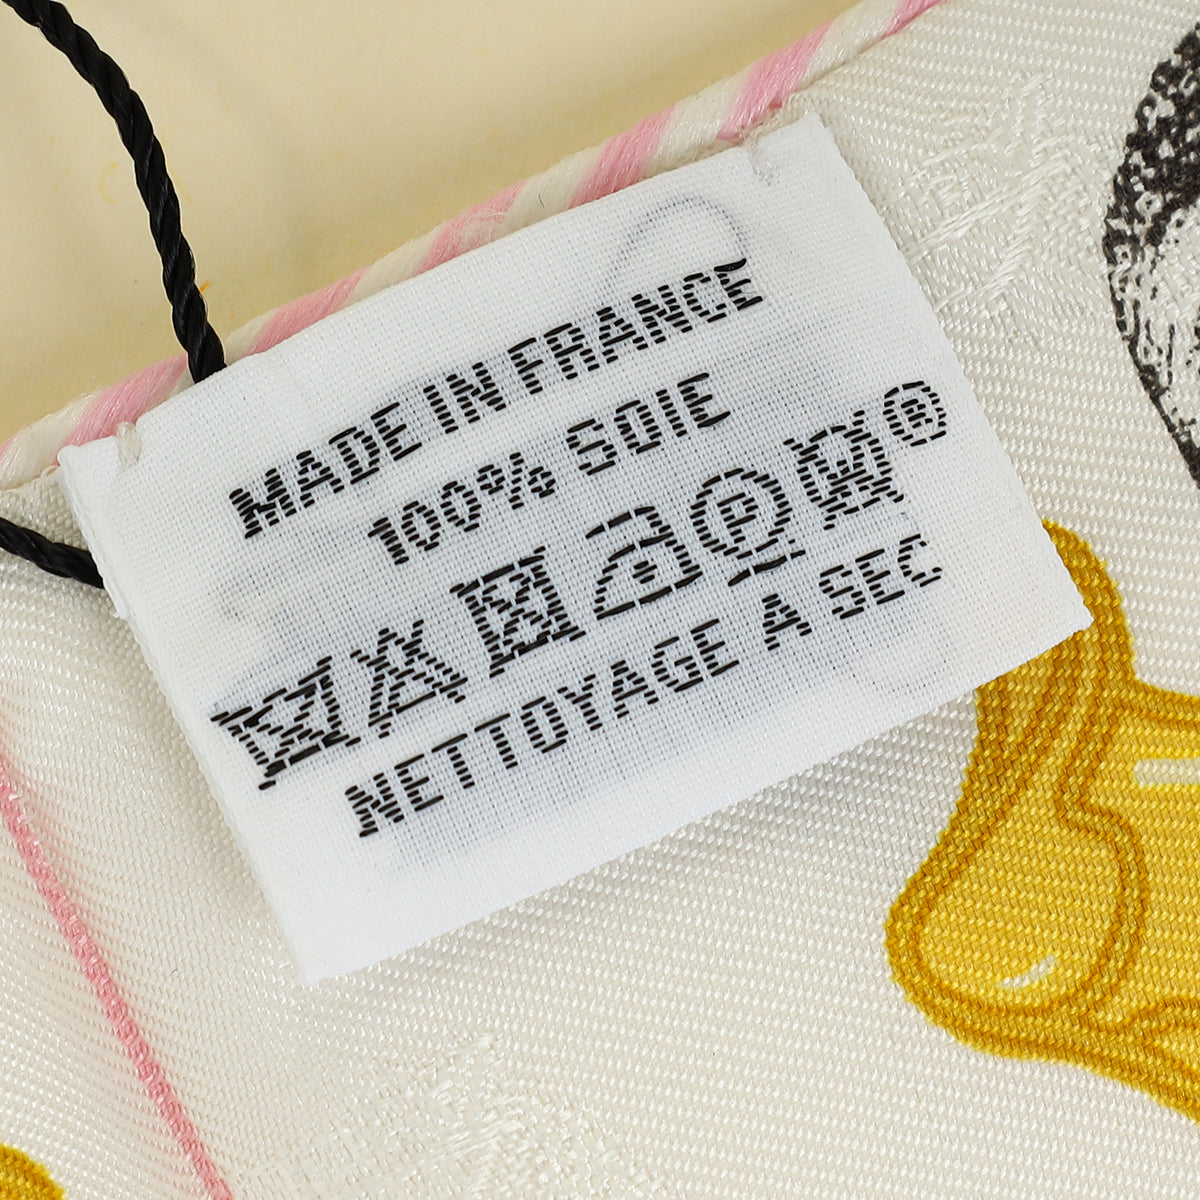 MADE IN FRANCE
100% SOIE
P W ®
NETTOYAGE A SEC